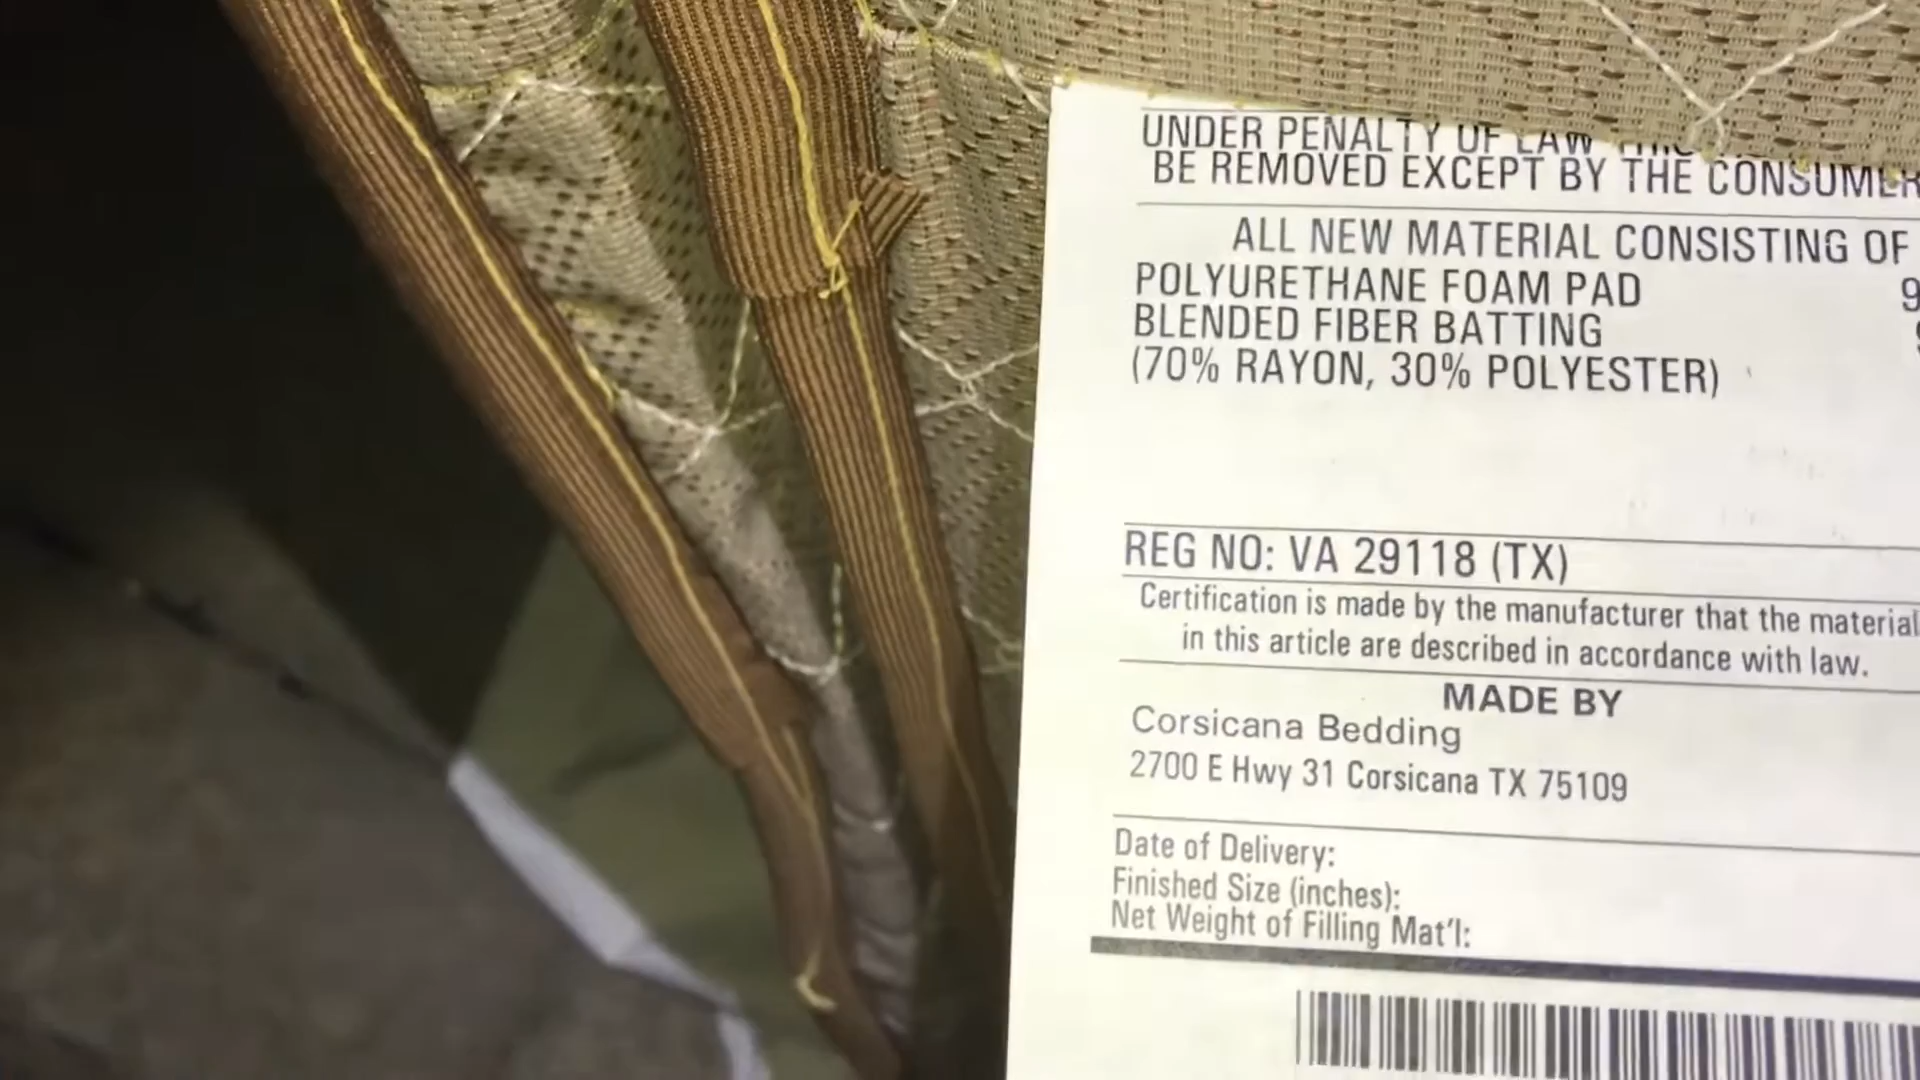 UNDER PENALTY OF LAW
BE REMOVED EXCEPT BY THE CONSUMER
ALL NEW MATERIAL CONSISTING OF
POLYURETHANE FOAM PAD 9
BLENDED FIBER BATTING
(70% RAYON, 30% POLYESTER)
REG NO: VA 29118 (TX)
Certification is made by the manufacturer that the material
in this article are described in accordance with law.
MADE BY
Corsicana Bedding
2700 E Hwy 31 Corsicana TX 75109
Date of Delivery:
Finished Size (inches):
Net Weight of Filling Mat'l: